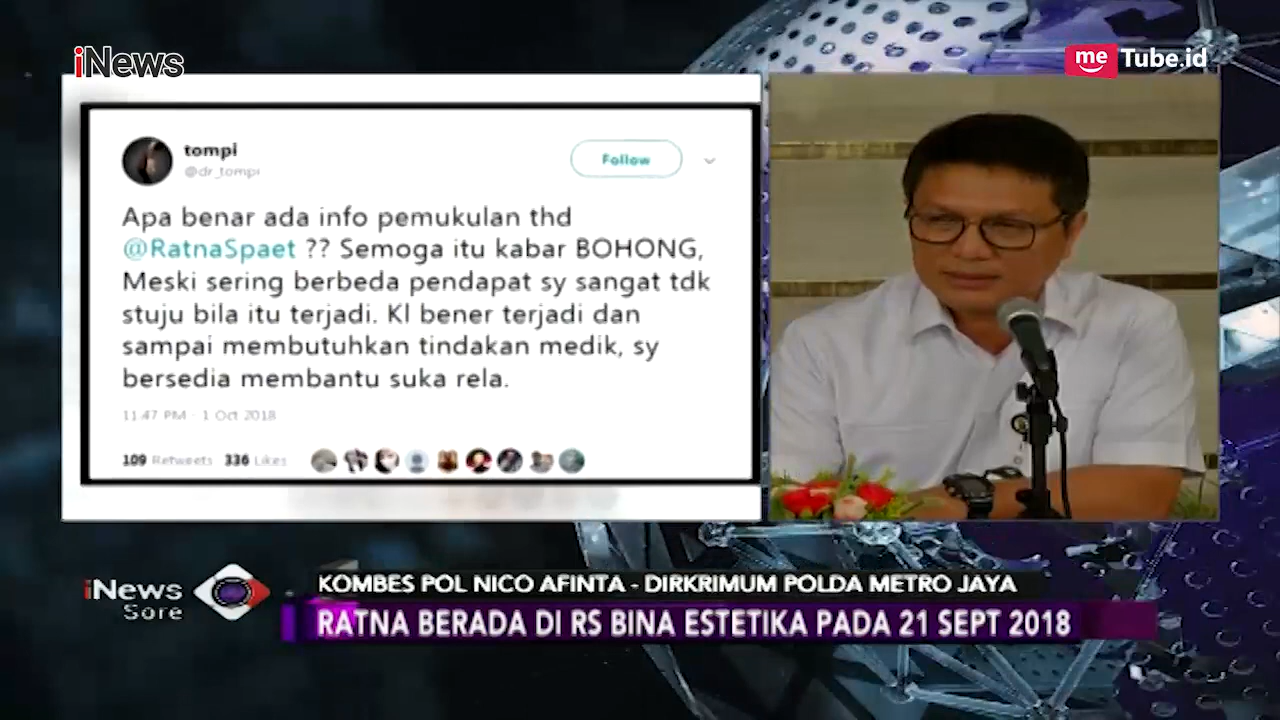 iNews
me Tube.id
tompi
@dr_tompi
Follow
Apa benar ada info pemukulan thd
@RatnaSpaet ?? Semoga itu kabar BOHONG,
Meski sering berbeda pendapat sy sangat tdk
stuju bila itu terjadi. Kl bener terjadi dan
sampai membutuhkan tindakan medik, sy
bersedia membantu suka rela.
11:47 PM · 1 Oct 2018
109 Retweets 336 Likes
iNews
Sore
KOMBES POL NICO AFINTA - DIRKRIMUM POLDA METRO JAYA
RATNA BERADA DI RS BINA ESTETIKA PADA 21 SEPT 2018